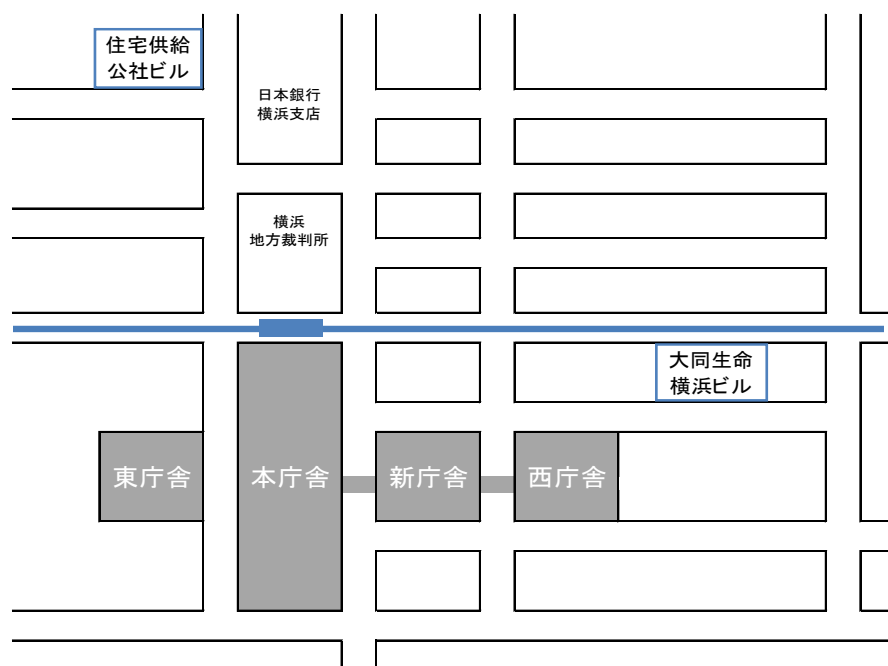 住宅供給
公社ビル
日本銀行
横浜支店
横浜
地方裁判所
大同生命
横浜ビル
東庁舎
本庁舎
新庁舎
西庁舎